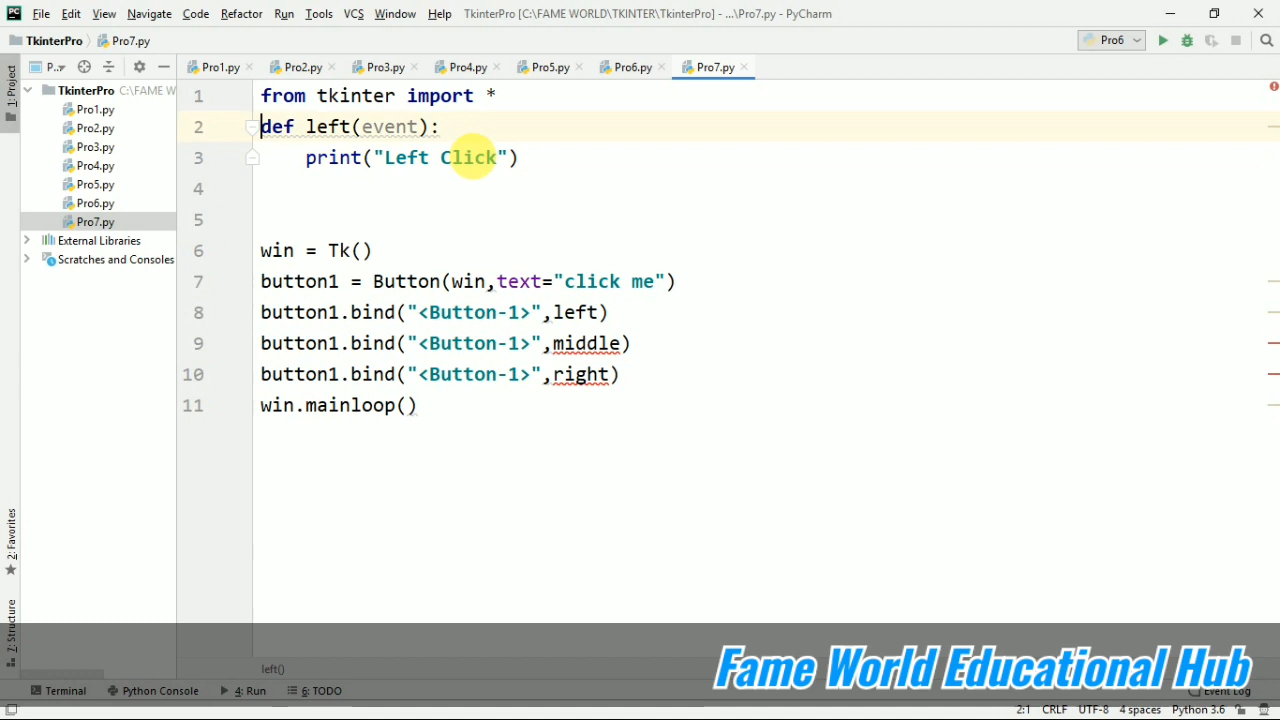 File Edit View Navigate Code Refactor Run Tools VCS Window Help TkinterPro [C:\FAME WORLD\TKINTER\TkinterPro] - ...\Pro7.py - PyCharm
TkinterPro Pro7.py Pro6
P... Pro1.py Pro2.py Pro3.py Pro4.py Pro5.py Pro6.py Pro7.py
1: Project
TkinterPro C:\FAME W
Pro1.py
Pro2.py
Pro3.py
Pro4.py
Pro5.py
Pro6.py
Pro7.py
External Libraries
Scratches and Consoles
1 from tkinter import *
2 def left(event):
3 print("Left Click")
4
5
6 win = Tk()
7 button1 = Button(win,text="click me")
8 button1.bind("<Button-1>",left)
9 button1.bind("<Button-1>",middle)
10 button1.bind("<Button-1>",right)
11 win.mainloop()
2: Favorites
7: Structure
left()
Fame World Educational Hub
Terminal Python Console 4: Run 6: TODO Event Log
2:1 CRLF UTF-8 4 spaces Python 3.6